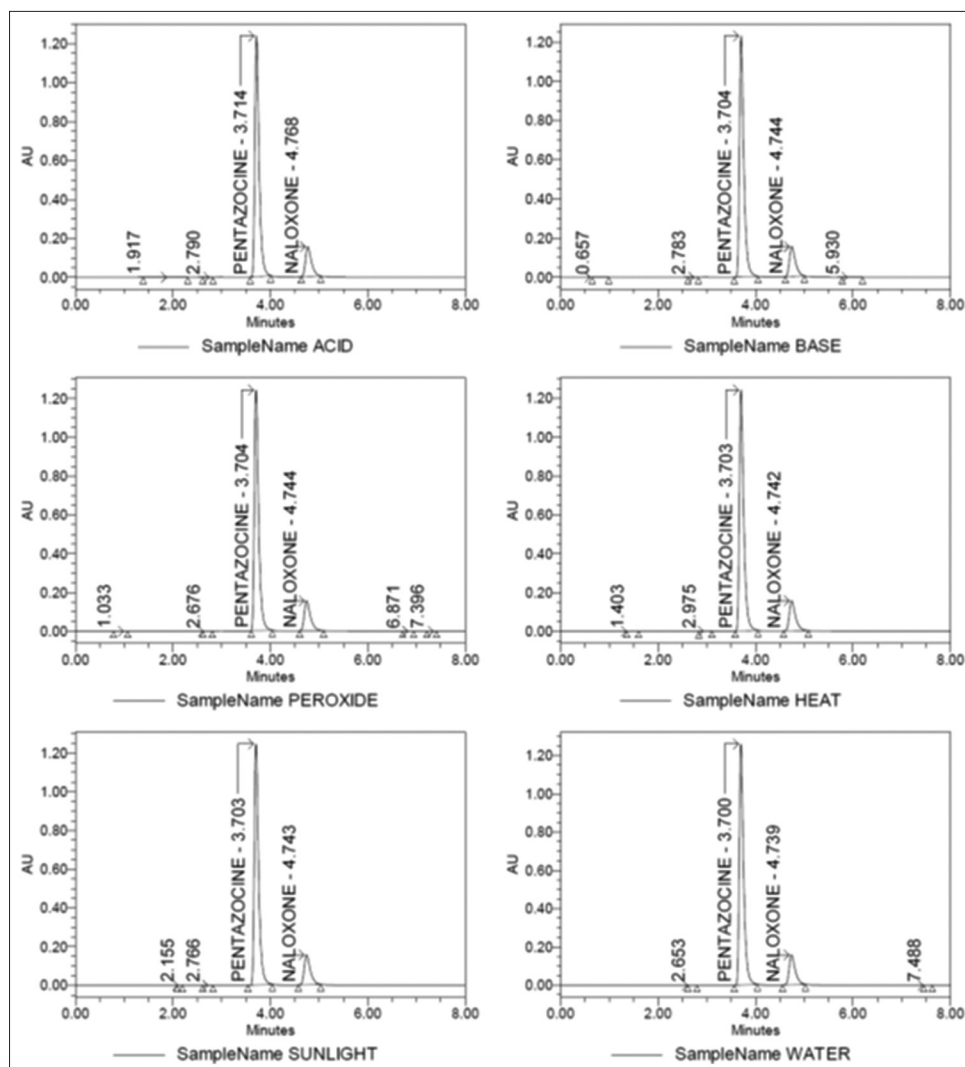 1.20
1.00
0.80
0.60
0.40
0.20
0.00
AU
1.917
2.790
PENTAZOCINE - 3.714
NALOXONE - 4.768
0.00 2.00 4.00 6.00 8.00
Minutes
SampleName ACID
1.20
1.00
0.80
0.60
0.40
0.20
0.00
AU
0.657
2.783
PENTAZOCINE - 3.704
NALOXONE - 4.744
5.930
0.00 2.00 4.00 6.00 8.00
Minutes
SampleName BASE
1.20
1.00
0.80
0.60
0.40
0.20
0.00
AU
1.033
2.676
PENTAZOCINE - 3.704
NALOXONE - 4.744
6.871
7.396
0.00 2.00 4.00 6.00 8.00
Minutes
SampleName PEROXIDE
1.20
1.00
0.80
0.60
0.40
0.20
0.00
AU
1.403
2.975
PENTAZOCINE - 3.703
NALOXONE - 4.742
0.00 2.00 4.00 6.00 8.00
Minutes
SampleName HEAT
1.20
1.00
0.80
0.60
0.40
0.20
0.00
AU
2.155
2.766
PENTAZOCINE - 3.703
NALOXONE - 4.743
0.00 2.00 4.00 6.00 8.00
Minutes
SampleName SUNLIGHT
1.20
1.00
0.80
0.60
0.40
0.20
0.00
AU
2.653
PENTAZOCINE - 3.700
NALOXONE - 4.739
7.488
0.00 2.00 4.00 6.00 8.00
Minutes
SampleName WATER